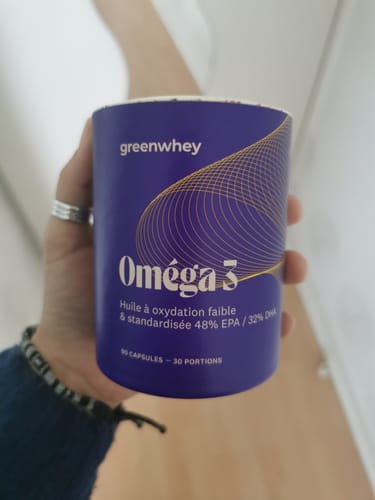 greenwhey
Oméga 3
Huile à oxydation faible
& standardisée 48% EPA / 32% DHA
90 CAPSULES — 30 PORTIONS